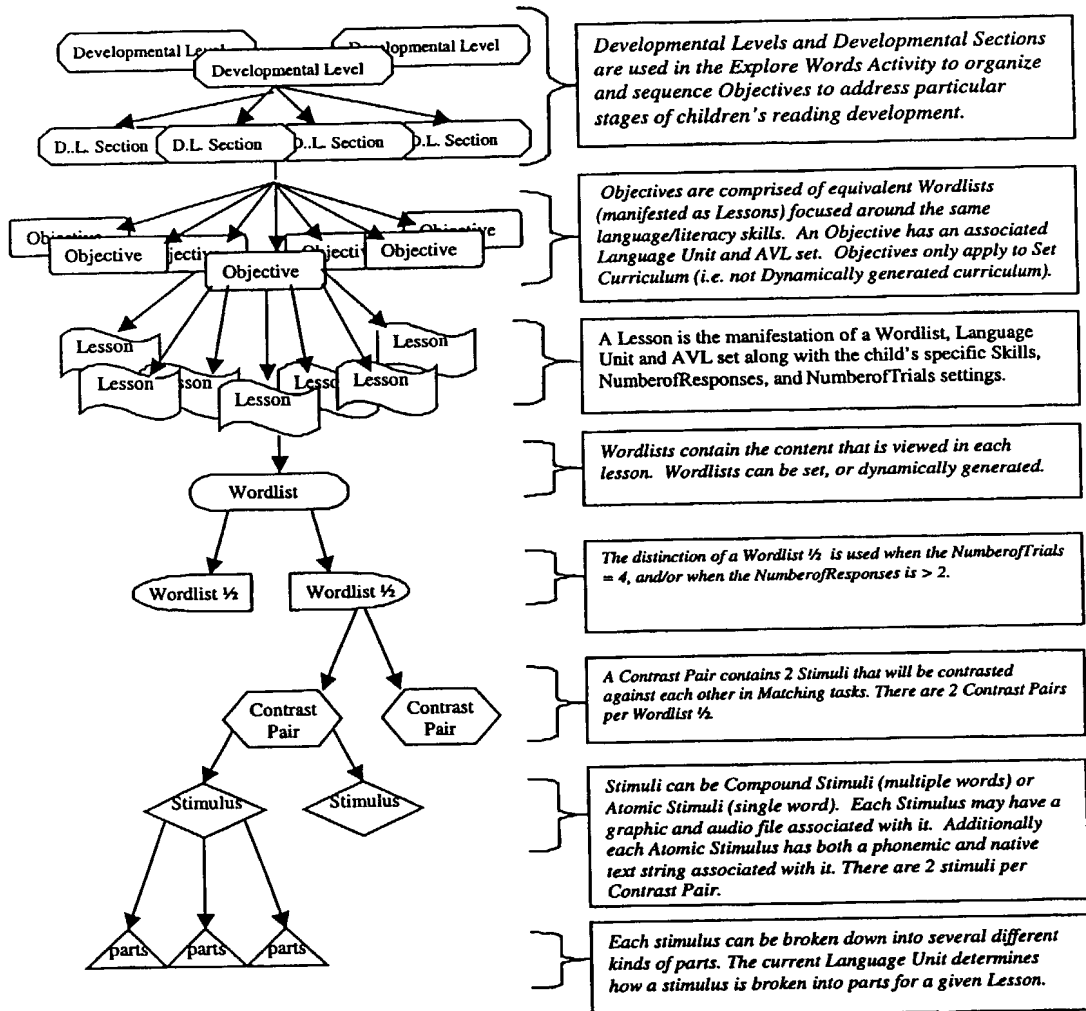 Developmental Level
Developmental Level
Developmental Level
D..L. Section
D.L. Section
D..L. Section
D.L. Section
Developmental Levels and Developmental Sections
are used in the Explore Words Activity to organize
and sequence Objectives to address particular
stages of children's reading development.
Objective
Objective
Objective
Objective
Objective
Objective
Objective
Objectives are comprised of equivalent Wordlists
(manifested as Lessons) focused around the same
language/literacy skills. An Objective has an associated
Language Unit and AVL set. Objectives only apply to Set
Curriculum (i.e. not Dynamically generated curriculum).
Lesson
Lesson
Lesson
Lesson
Lesson
Lesson
Lesson
A Lesson is the manifestation of a Wordlist, Language
Unit and AVL set along with the child's specific Skills,
NumberofResponses, and NumberofTrials settings.
Wordlist
Wordlists contain the content that is viewed in each
lesson. Wordlists can be set, or dynamically generated.
Wordlist ½
Wordlist ½
The distinction of a Wordlist ½ is used when the NumberofTrials
= 4, and/or when the NumberofResponses is > 2.
Contrast
Pair
Contrast
Pair
A Contrast Pair contains 2 Stimuli that will be contrasted
against each other in Matching tasks. There are 2 Contrast Pairs
per Wordlist ½.
Stimulus
Stimulus
Stimuli can be Compound Stimuli (multiple words) or
Atomic Stimuli (single word). Each Stimulus may have a
graphic and audio file associated with it. Additionally
each Atomic Stimulus has both a phonemic and native
text string associated with it. There are 2 stimuli per
Contrast Pair.
parts
parts
parts
Each stimulus can be broken down into several different
kinds of parts. The current Language Unit determines
how a stimulus is broken into parts for a given Lesson.